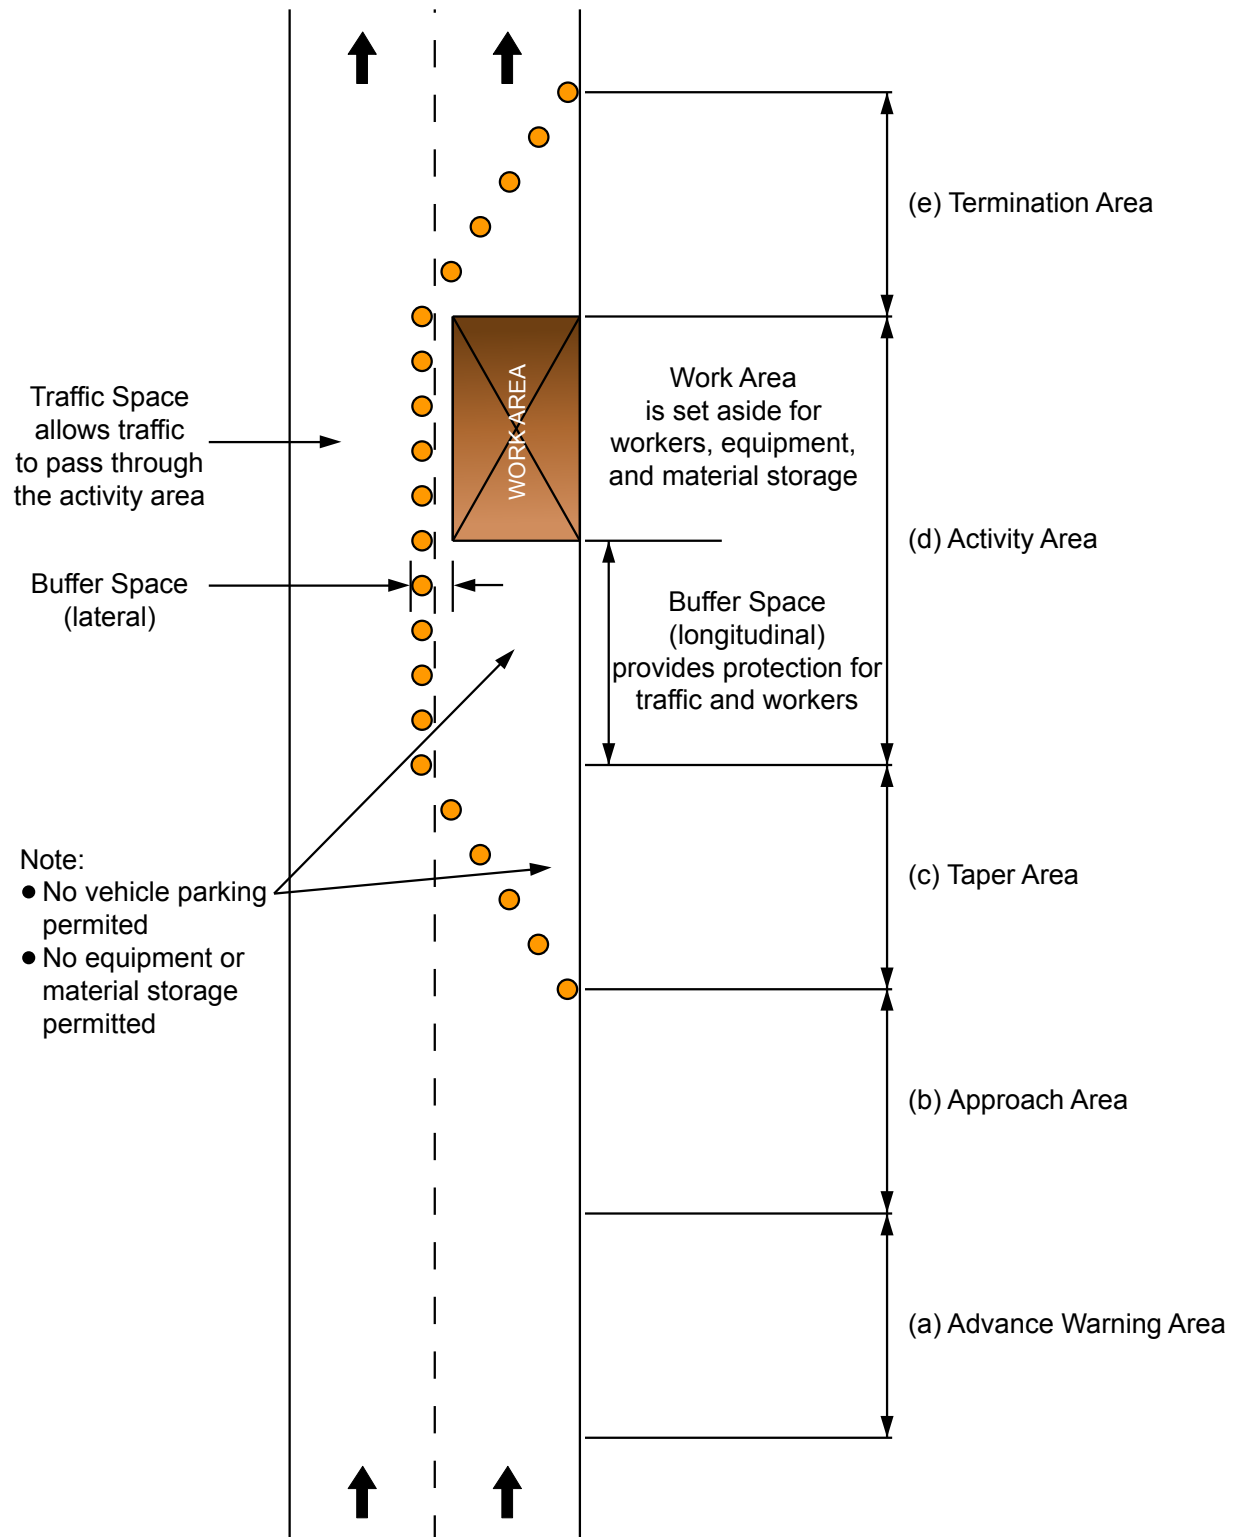 (e) Termination Area
Traffic Space
allows traffic
to pass through
the activity area
WORK AREA
Work Area
is set aside for
workers, equipment,
and material storage
(d) Activity Area
Buffer Space
(lateral)
Buffer Space
(longitudinal)
provides protection for
traffic and workers
Note:
● No vehicle parking
permited
● No equipment or
material storage
permitted
(c) Taper Area
(b) Approach Area
(a) Advance Warning Area